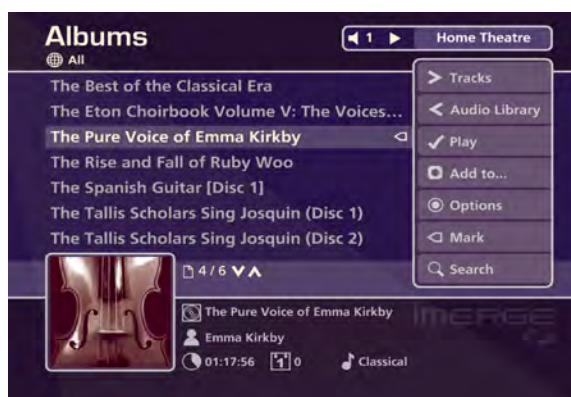 Albums
1
Home Theatre
All
The Best of the Classical Era
The Eton Choirbook Volume V: The Voices...
The Pure Voice of Emma Kirkby
The Rise and Fall of Ruby Woo
The Spanish Guitar [Disc 1]
The Tallis Scholars Sing Josquin (Disc 1)
The Tallis Scholars Sing Josquin (Disc 2)
Tracks
Audio Library
Play
Add to...
Options
Mark
Search
4/6
The Pure Voice of Emma Kirkby
Emma Kirkby
01:17:56 1 0 Classical
imerge